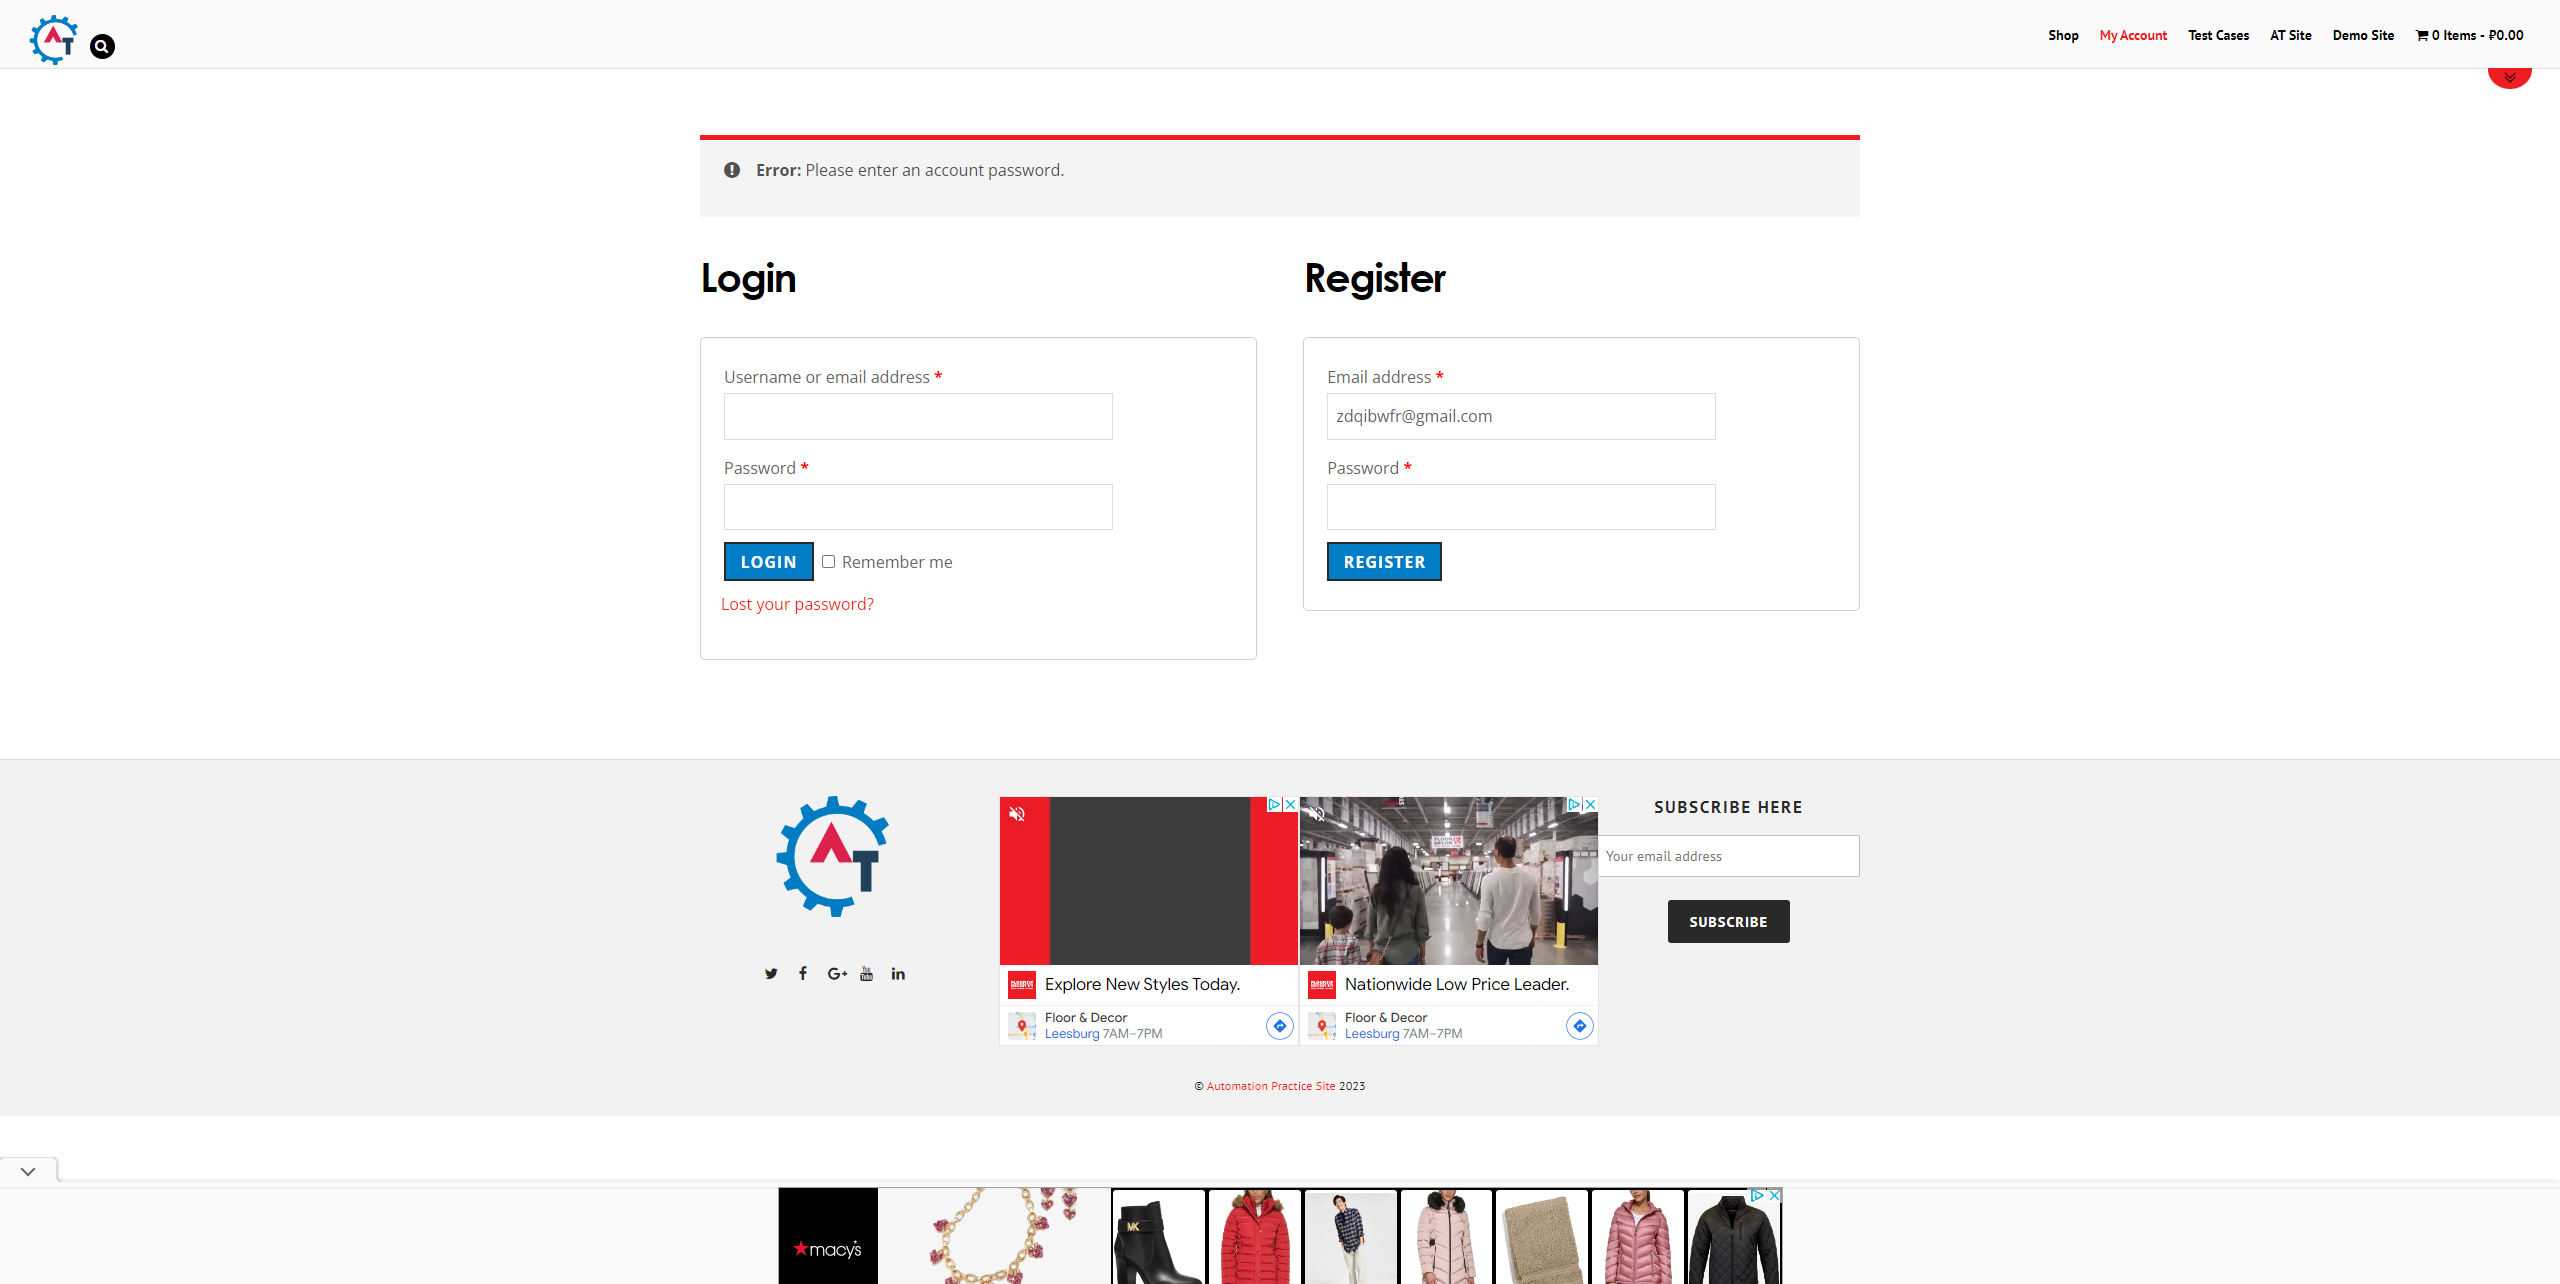 AT
Shop
My Account
Test Cases
AT Site
Demo Site
0 Items - ₽0.00
Error: Please enter an account password.
Login
Register
Username or email address *
Password *
LOGIN
Remember me
Lost your password?
Email address *
zdqibwfr@gmail.com
Password *
REGISTER
AT
Explore New Styles Today.
Floor & Decor
Leesburg 7AM–7PM
Nationwide Low Price Leader.
Floor & Decor
Leesburg 7AM–7PM
SUBSCRIBE HERE
Your email address
SUBSCRIBE
© Automation Practice Site 2023
macy's
MK